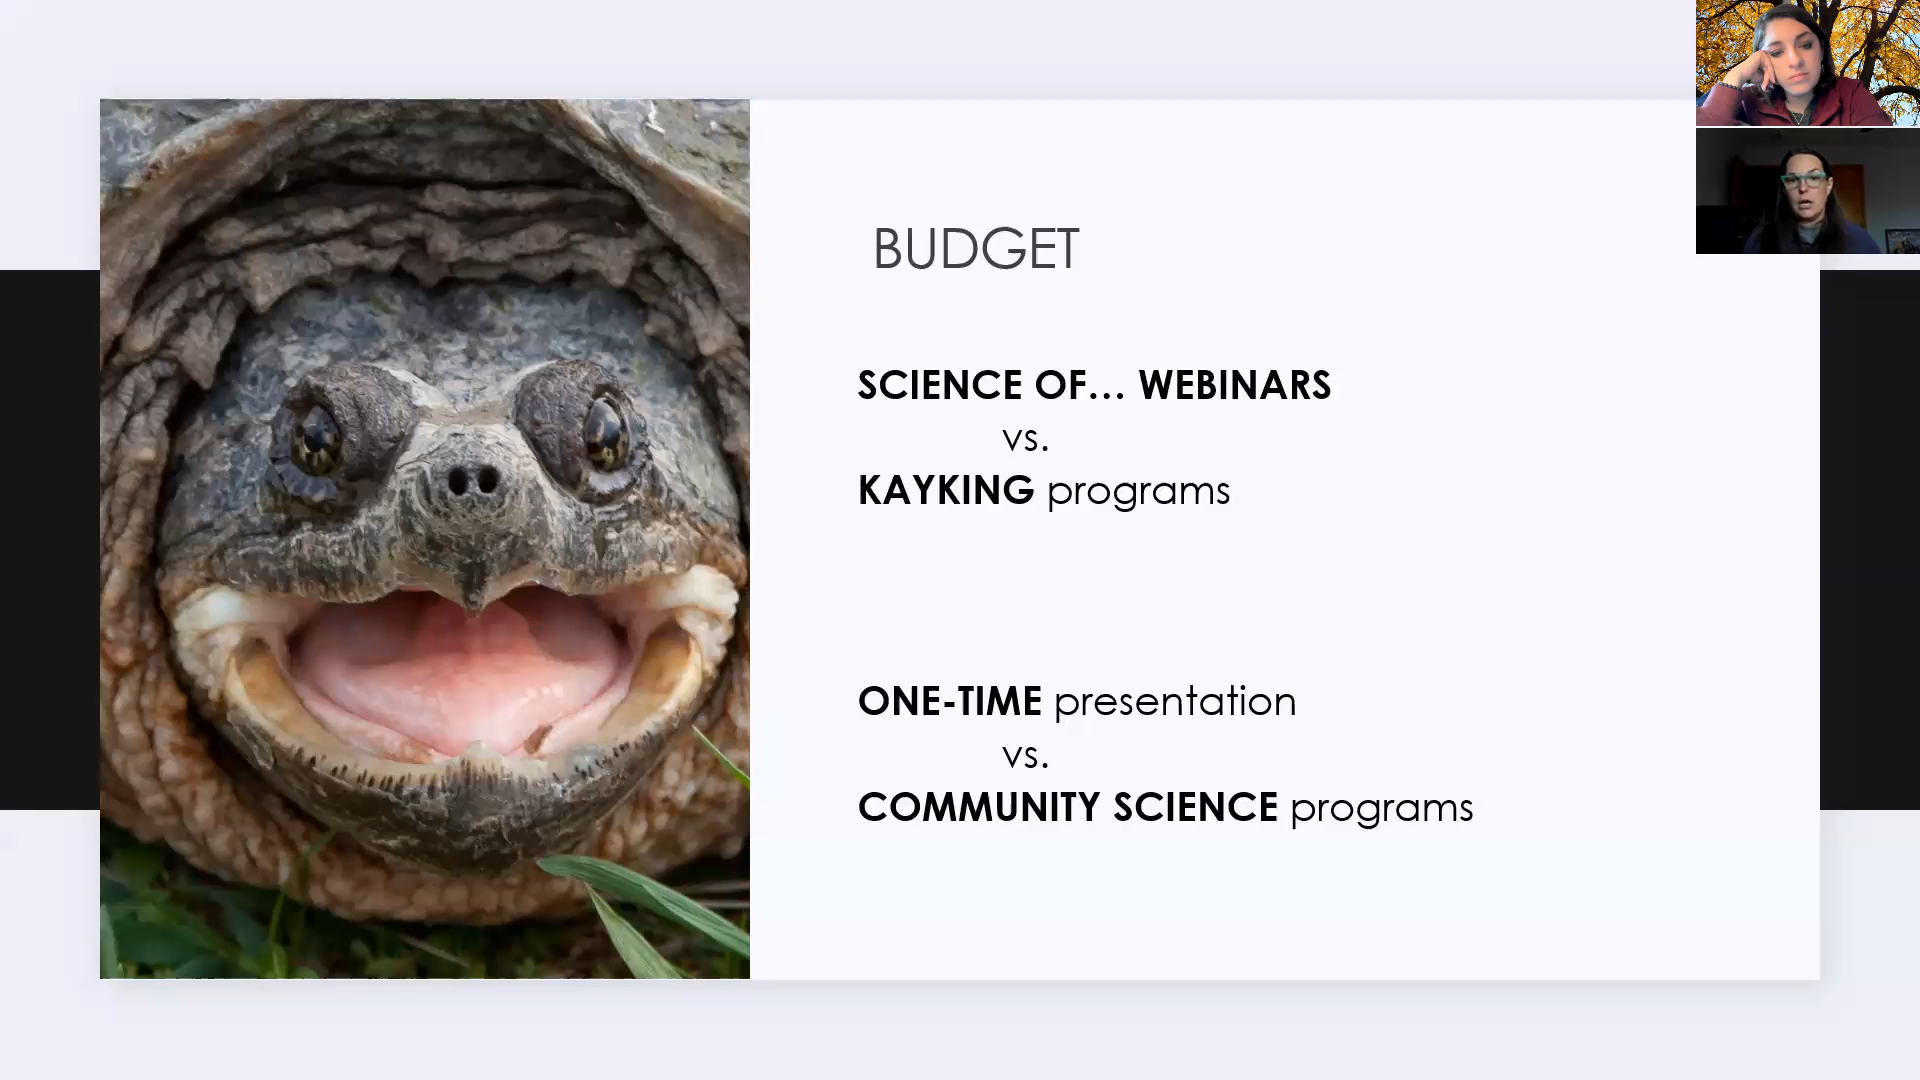 BUDGET
SCIENCE OF... WEBINARS
vs.
KAYKING programs
ONE-TIME presentation
vs.
COMMUNITY SCIENCE programs